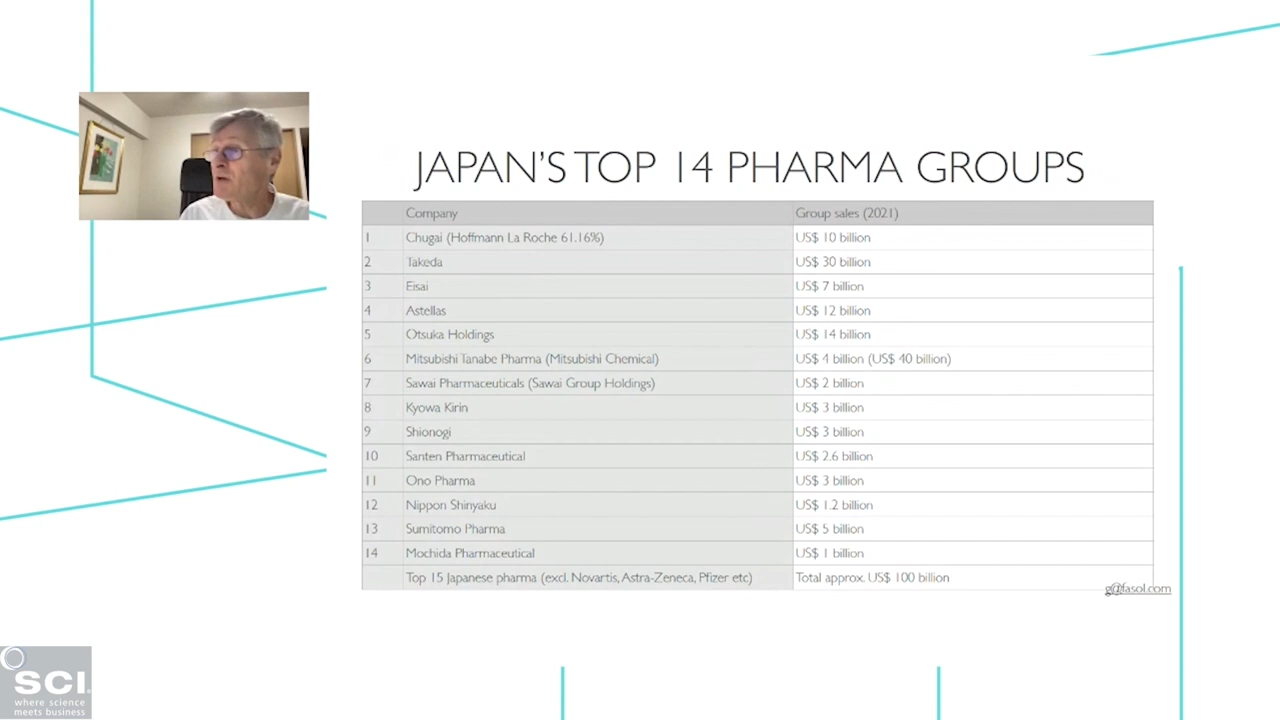 JAPAN'S TOP 14 PHARMA GROUPS
Company Group sales (2021)
1 Chugai (Hoffmann La Roche 61.16%) US$ 10 billion
2 Takeda US$ 30 billion
3 Eisai US$ 7 billion
4 Astellas US$ 12 billion
5 Otsuka Holdings US$ 14 billion
6 Mitsubishi Tanabe Pharma (Mitsubishi Chemical) US$ 4 billion (US$ 40 billion)
7 Sawai Pharmaceuticals (Sawai Group Holdings) US$ 2 billion
8 Kyowa Kirin US$ 3 billion
9 Shionogi US$ 3 billion
10 Santen Pharmaceutical US$ 2.6 billion
11 Ono Pharma US$ 3 billion
12 Nippon Shinyaku US$ 1.2 billion
13 Sumitomo Pharma US$ 5 billion
14 Mochida Pharmaceutical US$ 1 billion
Top 15 Japanese pharma (excl. Novartis, Astra-Zeneca, Pfizer etc) Total approx. US$ 100 billion
g@fasol.com
SCI
where science
meets business